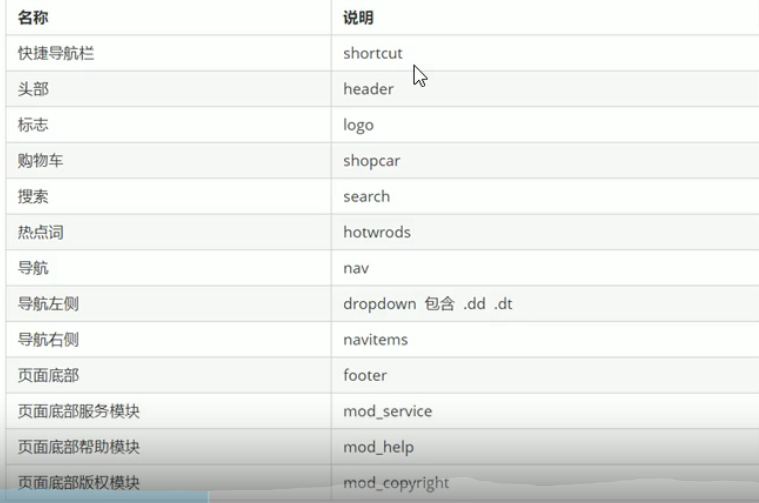 名称 说明
快捷导航栏 shortcut
头部 header
标志 logo
购物车 shopcar
搜索 search
热点词 hotwrods
导航 nav
导航左侧 dropdown 包含 .dd .dt
导航右侧 navitems
页面底部 footer
页面底部服务模块 mod_service
页面底部帮助模块 mod_help
页面底部版权模块 mod_copyright